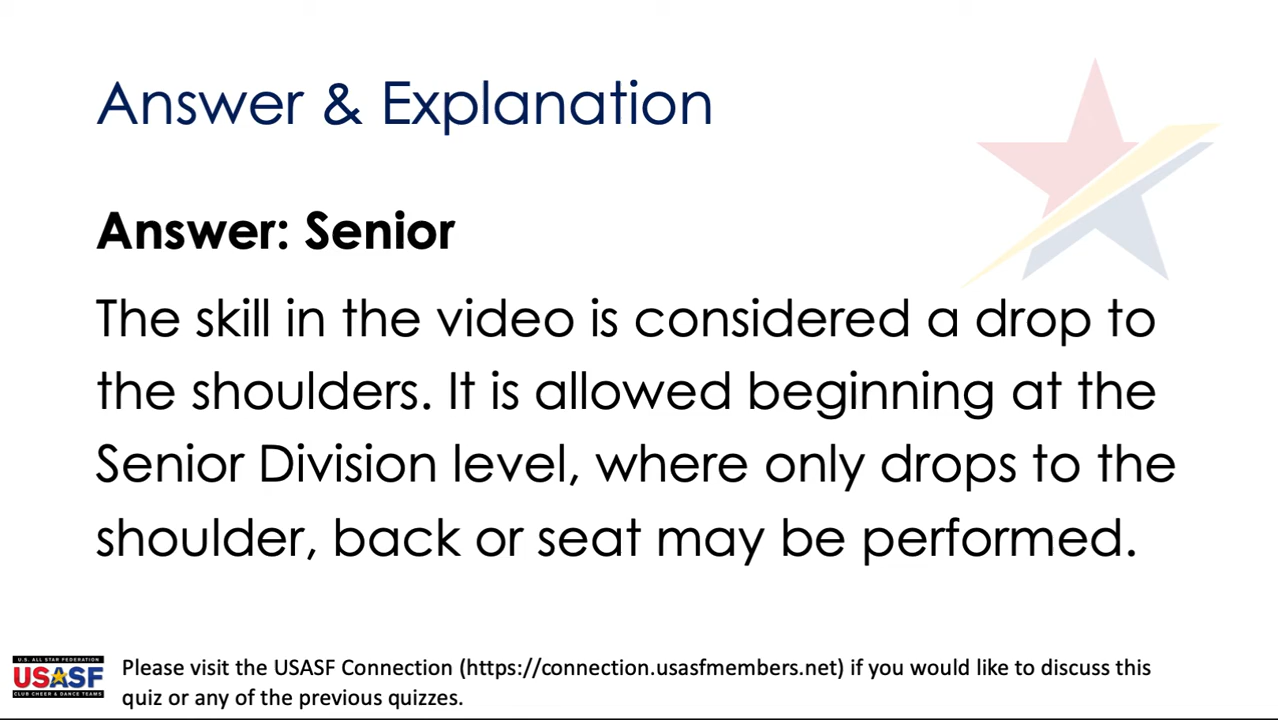 Answer & Explanation
Answer: Senior
The skill in the video is considered a drop to
the shoulders. It is allowed beginning at the
Senior Division level, where only drops to the
shoulder, back or seat may be performed.
U.S. ALL STAR FEDERATION
USASF
CLUB CHEER & DANCE TEAMS
Please visit the USASF Connection (https://connection.usasfmembers.net) if you would like to discuss this
quiz or any of the previous quizzes.